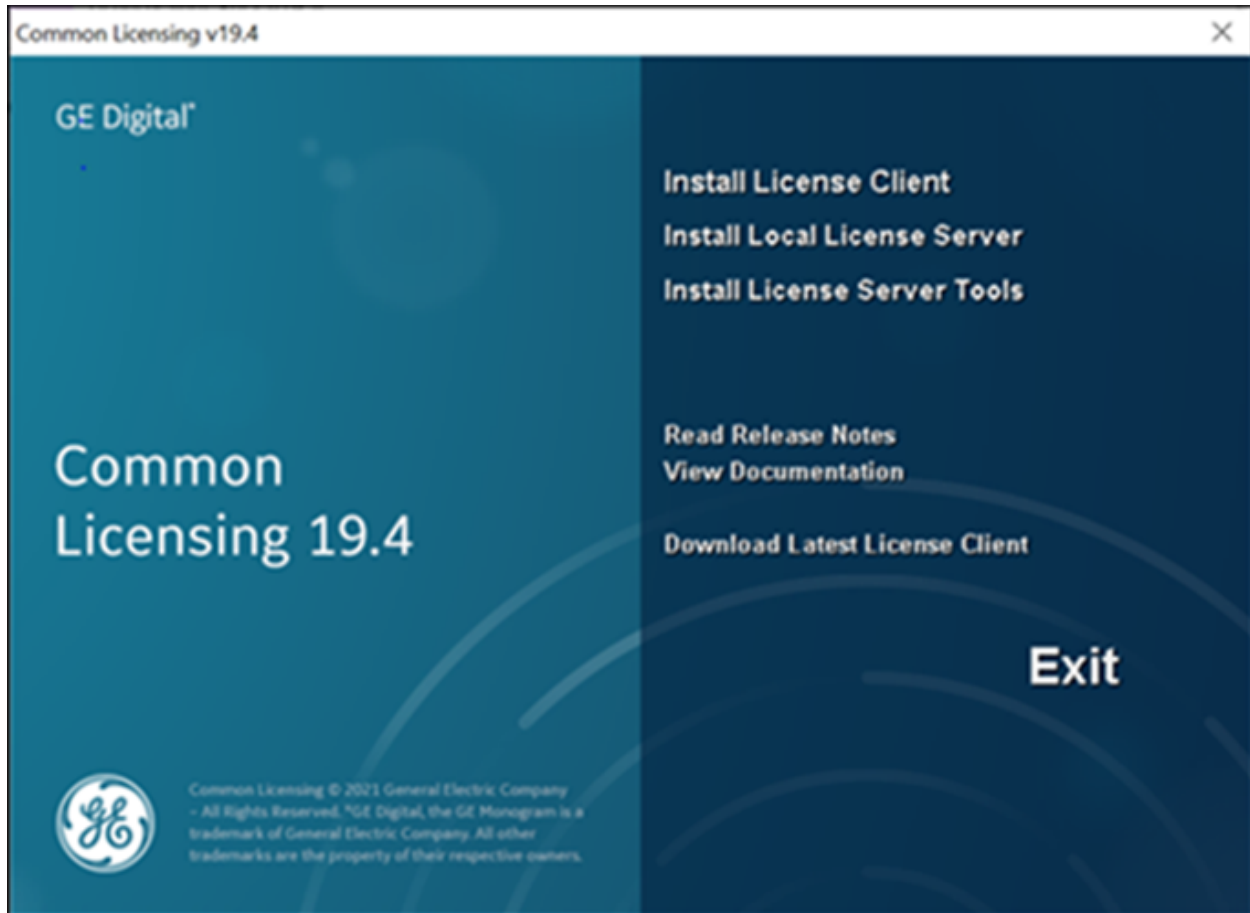 Common Licensing v19.4
GE Digital*
Install License Client
Install Local License Server
Install License Server Tools
Read Release Notes
View Documentation
Download Latest License Client
Common
Licensing 19.4
Exit
Common Licensing © 2021 General Electric Company
– All Rights Reserved. *GE Digital, the GE Monogram is a
trademark of General Electric Company. All other
trademarks are the property of their respective owners.
GE